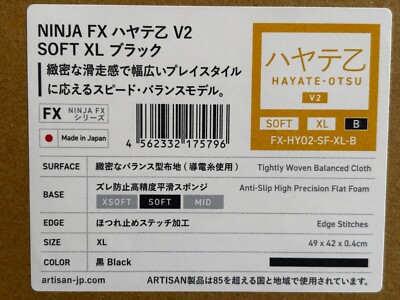 NINJA FX ハヤテ乙 V2
SOFT XL ブラック
緻密な滑走感で幅広いプレイスタイル
に応えるスピード・バランスモデル。
FX NINJA FX シリーズ
Made in Japan
4 562332 175796
ハヤテ乙
HAYATE-OTSU
V2
SOFT XL B
FX-HY02-SF-XL-B
SURFACE 緻密なバランス型布地(導電糸使用) Tightly Woven Balanced Cloth
BASE ズレ防止高精度平滑スポンジ Anti-Slip High Precision Flat Foam
XSOFT SOFT MID
EDGE ほつれ止めステッチ加工 Edge Stitches
SIZE XL 49 x 42 x 0.4cm
COLOR 黒 Black
artisan-jp.com ARTISAN製品は85を超える国と地域で使用されています。